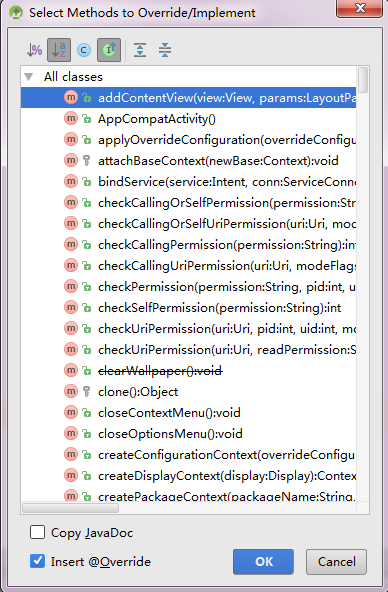 Select Methods to Override/Implement
All classes
addContentView(view:View, params:LayoutPa
AppCompatActivity()
applyOverrideConfiguration(overrideConfigu
attachBaseContext(newBase:Context):void
bindService(service:Intent, conn:ServiceConne
checkCallingOrSelfPermission(permission:Str
checkCallingOrSelfUriPermission(uri:Uri, mod
checkCallingPermission(permission:String):int
checkCallingUriPermission(uri:Uri, modeFlags
checkPermission(permission:String, pid:int, u
checkSelfPermission(permission:String):int
checkUriPermission(uri:Uri, pid:int, uid:int, mo
checkUriPermission(uri:Uri, readPermission:S
clearWallpaper():void
clone():Object
closeContextMenu():void
closeOptionsMenu():void
createConfigurationContext(overrideConfigu
createDisplayContext(display:Display):Contex
createPackageContext(packageName:String,
Copy JavaDoc
Insert @Override
OK
Cancel